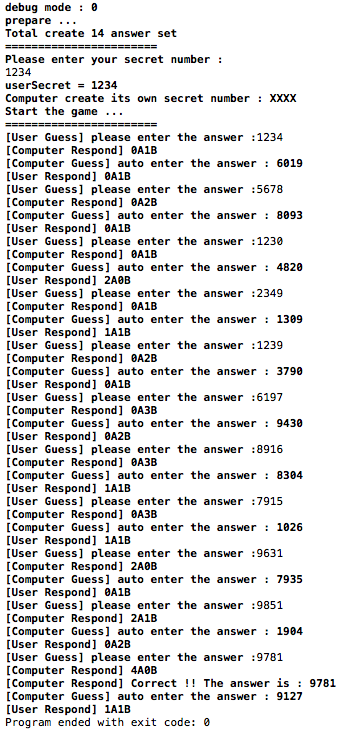 debug mode : 0
prepare ...
Total create 14 answer set
=======================
Please enter your secret number :
1234
userSecret = 1234
Computer create its own secret number : XXXX
Start the game ...
=======================
[User Guess] please enter the answer :1234
[Computer Respond] 0A1B
[Computer Guess] auto enter the answer : 6019
[User Respond] 0A1B
[User Guess] please enter the answer :5678
[Computer Respond] 0A2B
[Computer Guess] auto enter the answer : 8093
[User Respond] 0A1B
[User Guess] please enter the answer :1230
[Computer Respond] 0A1B
[Computer Guess] auto enter the answer : 4820
[User Respond] 2A0B
[User Guess] please enter the answer :2349
[Computer Respond] 0A1B
[Computer Guess] auto enter the answer : 1309
[User Respond] 1A1B
[User Guess] please enter the answer :1239
[Computer Respond] 0A2B
[Computer Guess] auto enter the answer : 3790
[User Respond] 0A1B
[User Guess] please enter the answer :6197
[Computer Respond] 0A3B
[Computer Guess] auto enter the answer : 9430
[User Respond] 0A2B
[User Guess] please enter the answer :8916
[Computer Respond] 0A3B
[Computer Guess] auto enter the answer : 8304
[User Respond] 1A1B
[User Guess] please enter the answer :7915
[Computer Respond] 0A3B
[Computer Guess] auto enter the answer : 1026
[User Respond] 1A1B
[User Guess] please enter the answer :9631
[Computer Respond] 2A0B
[Computer Guess] auto enter the answer : 7935
[User Respond] 0A1B
[User Guess] please enter the answer :9851
[Computer Respond] 2A1B
[Computer Guess] auto enter the answer : 1904
[User Respond] 0A2B
[User Guess] please enter the answer :9781
[Computer Respond] 4A0B
[Computer Respond] Correct !! The answer is : 9781
[Computer Guess] auto enter the answer : 9127
[User Respond] 1A1B
Program ended with exit code: 0